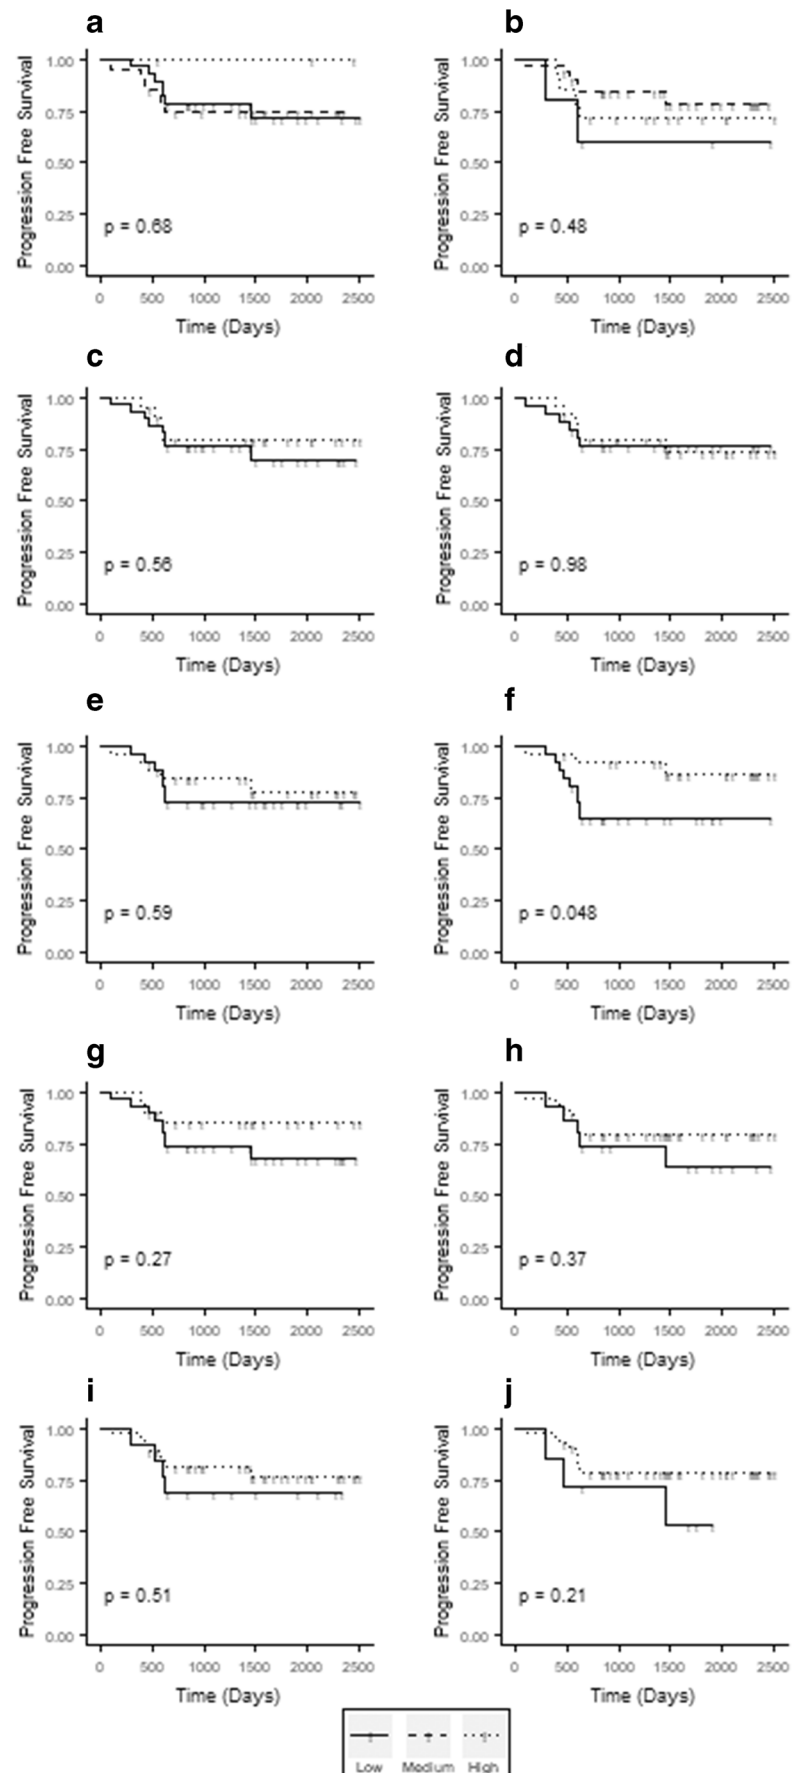 a
b
Progression Free Survival
1.00
0.75
0.50
0.25
0.00
p = 0.68
0 500 1000 1500 2000 2500
Time (Days)
Progression Free Survival
1.00
0.75
0.50
0.25
0.00
p = 0.48
0 500 1000 1500 2000 2500
Time (Days)
c
d
Progression Free Survival
1.00
0.75
0.50
0.25
0.00
p = 0.56
0 500 1000 1500 2000 2500
Time (Days)
Progression Free Survival
1.00
0.75
0.50
0.25
0.00
p = 0.98
0 500 1000 1500 2000 2500
Time (Days)
e
f
Progression Free Survival
1.00
0.75
0.50
0.25
0.00
p = 0.59
0 500 1000 1500 2000 2500
Time (Days)
Progression Free Survival
1.00
0.75
0.50
0.25
0.00
p = 0.048
0 500 1000 1500 2000 2500
Time (Days)
g
h
Progression Free Survival
1.00
0.75
0.50
0.25
0.00
p = 0.27
0 500 1000 1500 2000 2500
Time (Days)
Progression Free Survival
1.00
0.75
0.50
0.25
0.00
p = 0.37
0 500 1000 1500 2000 2500
Time (Days)
i
j
Progression Free Survival
1.00
0.75
0.50
0.25
0.00
p = 0.51
0 500 1000 1500 2000 2500
Time (Days)
Progression Free Survival
1.00
0.75
0.50
0.25
0.00
p = 0.21
0 500 1000 1500 2000 2500
Time (Days)
Low Medium High